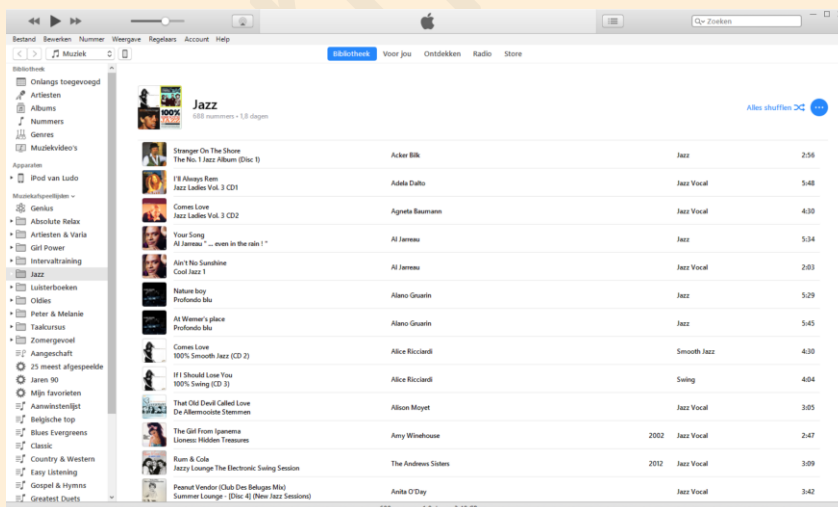 Zoeken
Bestand Bewerken Nummer Weergave Regelaars Account Help
Muziek
Bibliotheek Voor jou Ontdekken Radio Store
Bibliotheek
Onlangs toegevoegd
Artiesten
Albums
Nummers
Genres
Muziekvideo's
Apparaten
iPod van Ludo
Muziekafspeellijsten
Genius
Absolute Relax
Artiesten & Varia
Girl Power
Intervaltraining
Jazz
Luisterboeken
Oldies
Peter & Melanie
Taalcursus
Zomergevoel
Aangeschaft
25 meest afgespeelde
Jaren 90
Mijn favorieten
Aanwinstenlijst
Belgische top
Blues Evergreens
Classic
Country & Western
Easy Listening
Gospel & Hymns
Greatest Duets
100%
Jazz
688 nummers • 1,8 dagen
Alles shufflen
Stranger On The Shore
The No. 1 Jazz Album (Disc 1)
Acker Bilk Jazz 2:56
I'll Always Rem
Jazz Ladies Vol. 3 CD1
Adela Dalto Jazz Vocal 5:48
Comes Love
Jazz Ladies Vol. 3 CD2
Agneta Baumann Jazz Vocal 4:30
Your Song
Al Jarreau " ... even in the rain ! "
Al Jarreau Jazz 5:34
Ain't No Sunshine
Cool Jazz 1
Al Jarreau Jazz Vocal 2:03
Nature boy
Profondo blu
Alano Gruarin Jazz 5:29
At Werner's place
Profondo blu
Alano Gruarin Jazz 5:45
Comes Love
100% Smooth Jazz (CD 2)
Alice Ricciardi Smooth Jazz 4:30
If I Should Lose You
100% Swing (CD 3)
Alice Ricciardi Swing 4:04
That Old Devil Called Love
De Allermooiste Stemmen
Alison Moyet Jazz Vocal 3:05
The Girl From Ipanema
Lioness: Hidden Treasures
Amy Winehouse 2002 Jazz Vocal 2:47
Rum & Cola
Jazzy Lounge The Electronic Swing Session
The Andrews Sisters 2012 Jazz Vocal 3:09
Peanut Vendor (Club Des Belugas Mix)
Summer Lounge - [Disc 4] (New Jazz Sessions)
Anita O'Day Jazz Vocal 3:42